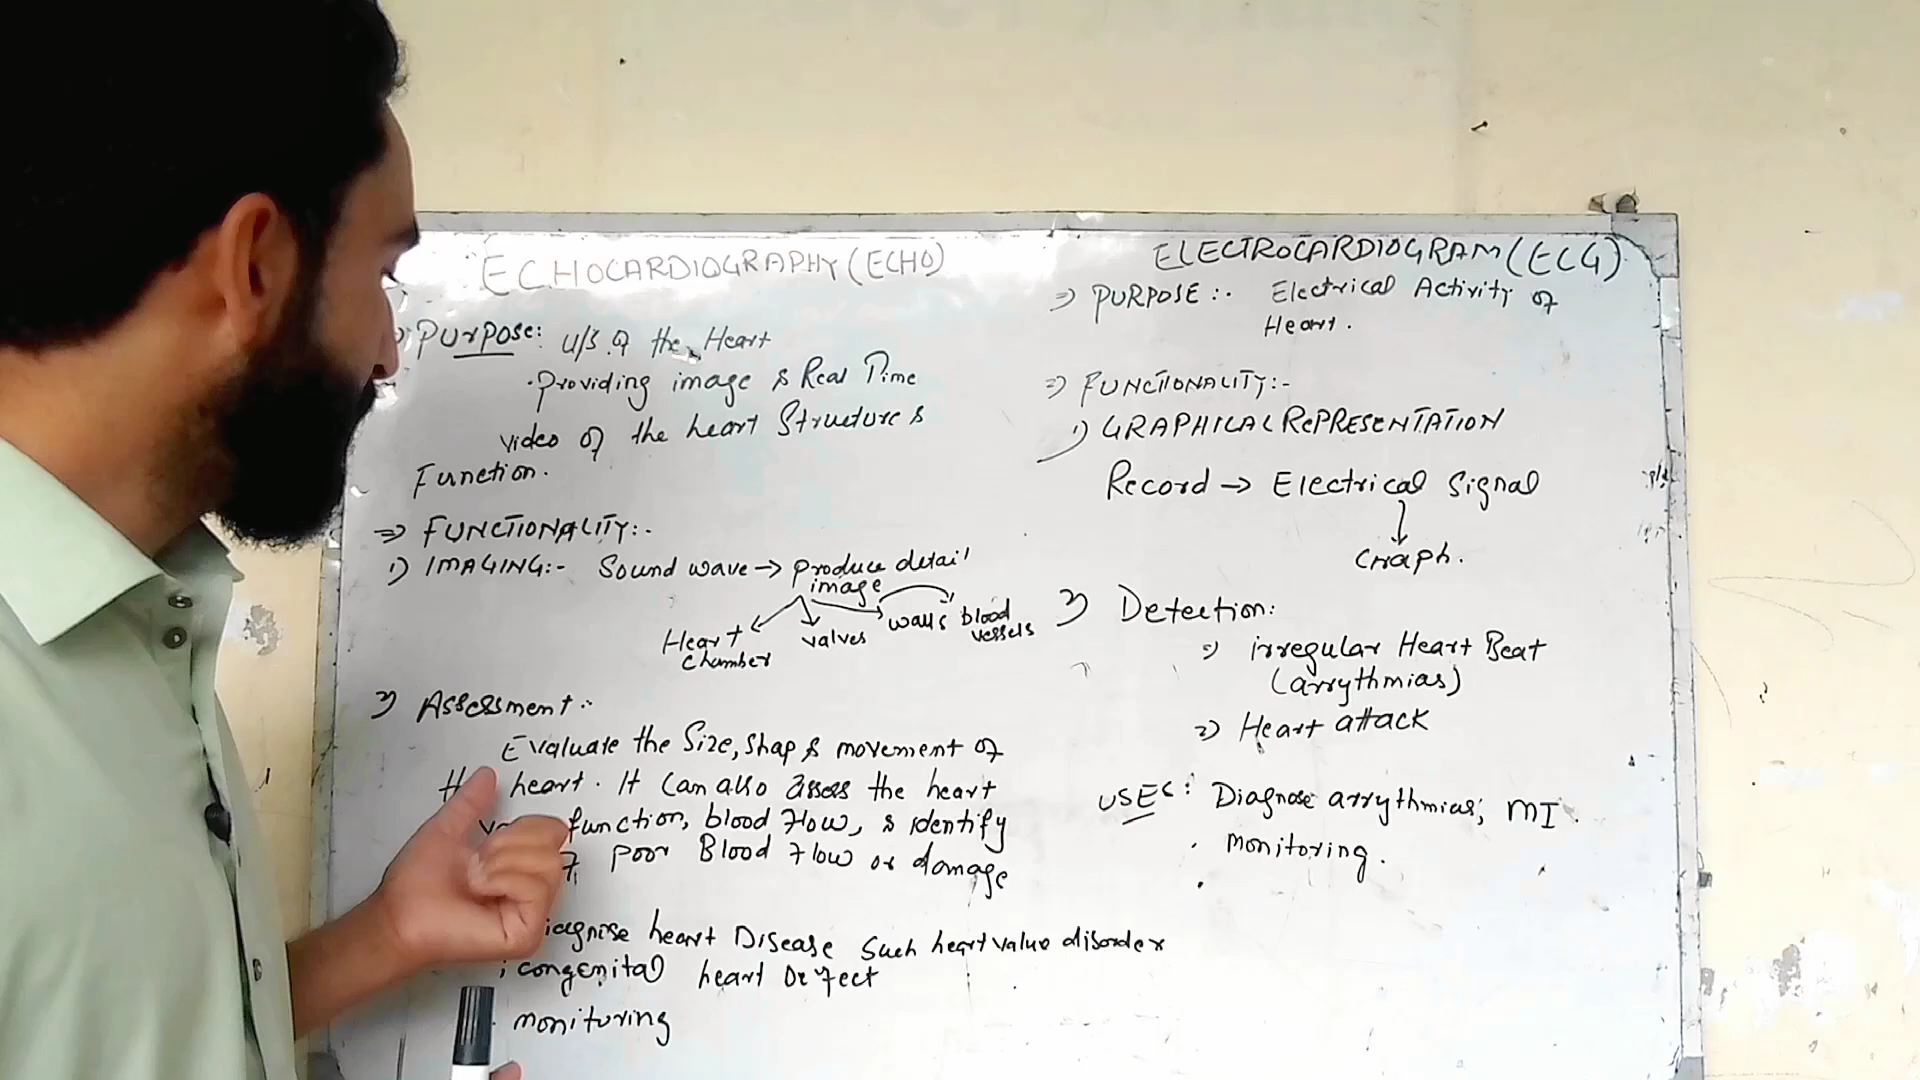 ECHOCARDIOGRAPHY (ECHO)
Purpose: U/S of the Heart
·Providing image & Real Time
video of the heart Structure &
Function.
=> FUNCTIONALITY:-
1) IMAGING:- Sound wave -> produce detail
image
Heart
chamber
valves
walls
blood
vessels
2) Assessment:-
Evaluate the Size, Shap & movement of
heart. It Can also assess the heart
function, blood flow, & identify
poor Blood flow or damage
heart Disease Such heart value disorder
congenital heart Defect
monitoring
ELECTROCARDIOGRAM (ECG)
=> PURPOSE:- Electrical Activity of
Heart.
=> FUNCTIONALITY:-
1) GRAPHICAL RePRESENTATION
Record -> Electrical Signal
Graph.
2) Detection:
1) irregular Heart Beat
(arrythmias)
2) Heart attack
USES: Diagnose arrythmias, MI.
· monitoring.
·